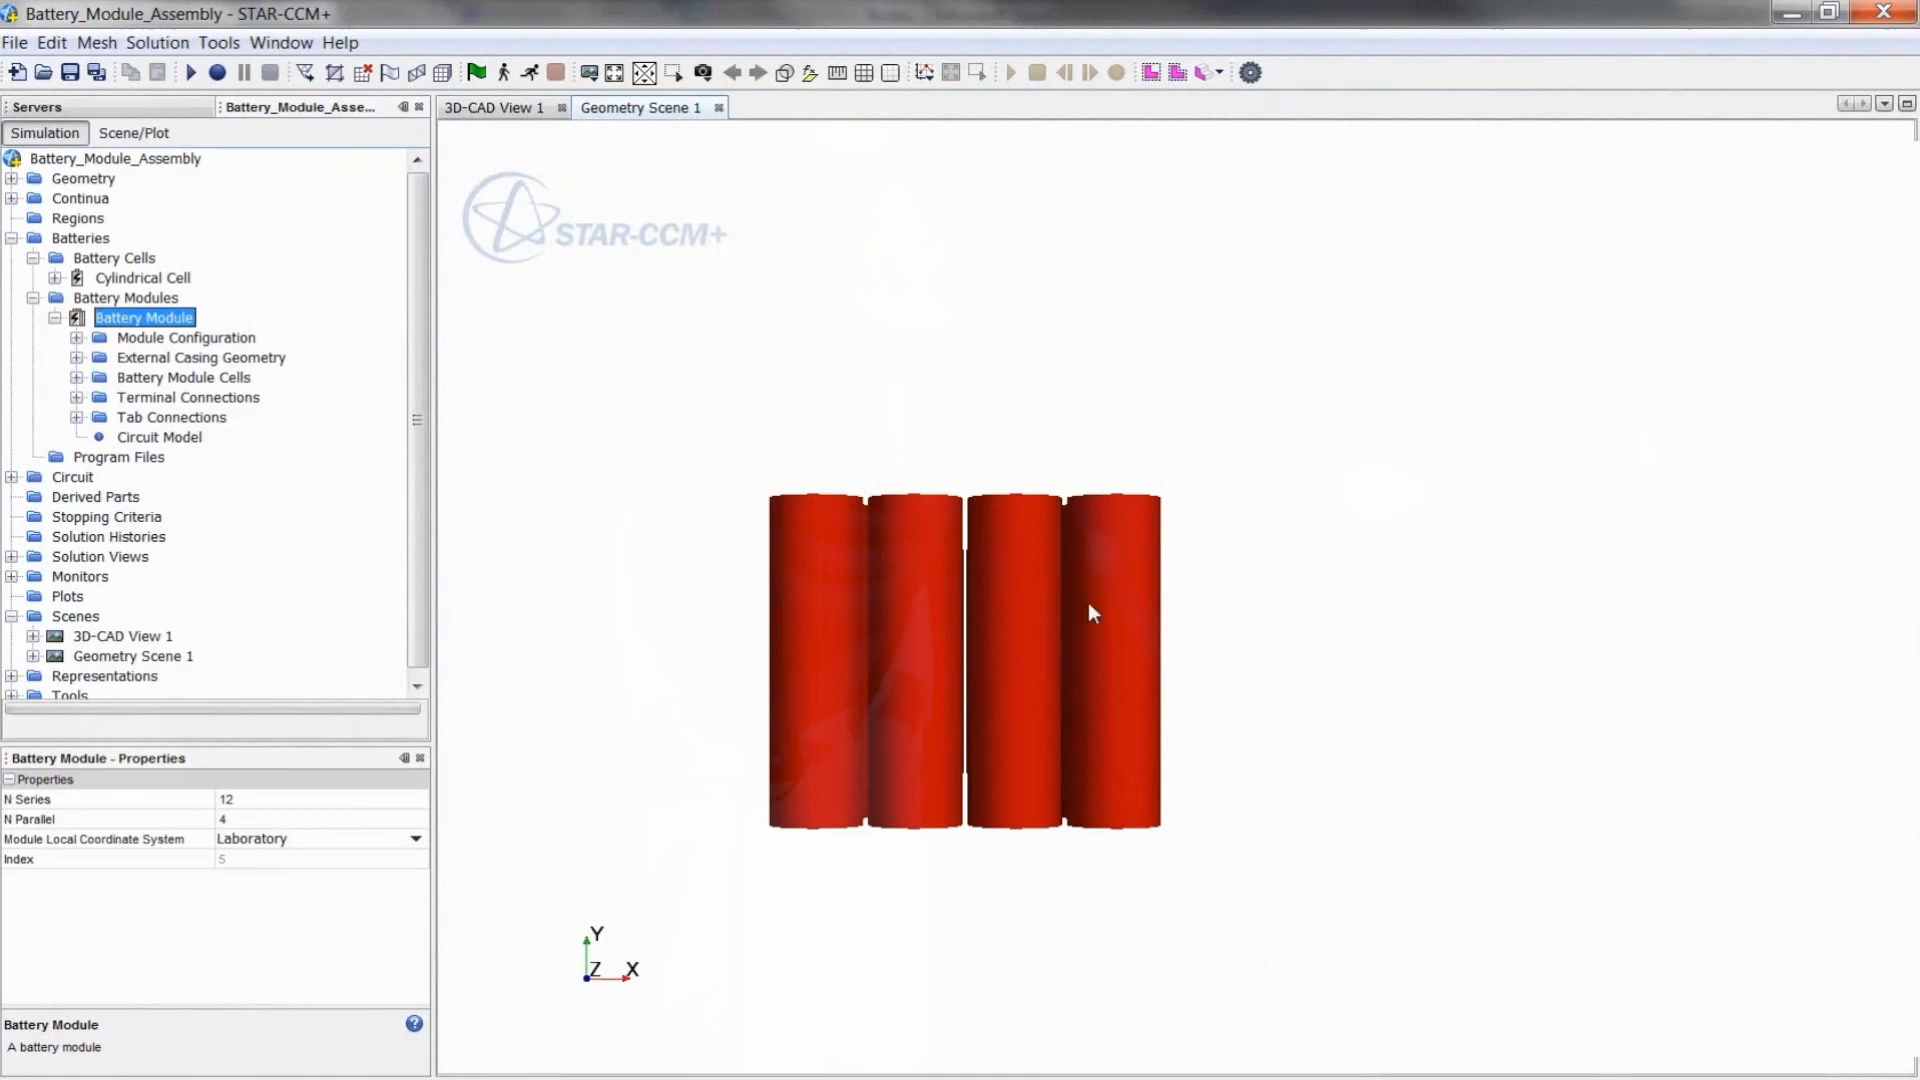 Battery_Module_Assembly - STAR-CCM+
File Edit Mesh Solution Tools Window Help
Servers
Battery_Module_Asse...
3D-CAD View 1
Geometry Scene 1
Simulation
Scene/Plot
Battery_Module_Assembly
Geometry
Continua
Regions
Batteries
Battery Cells
Cylindrical Cell
Battery Modules
Battery Module
Module Configuration
External Casing Geometry
Battery Module Cells
Terminal Connections
Tab Connections
Circuit Model
Program Files
Circuit
Derived Parts
Stopping Criteria
Solution Histories
Solution Views
Monitors
Plots
Scenes
3D-CAD View 1
Geometry Scene 1
Representations
Tools
Battery Module - Properties
Properties
N Series 12
N Parallel 4
Module Local Coordinate System Laboratory
Index 5
Battery Module
A battery module
STAR-CCM+
Y
Z X